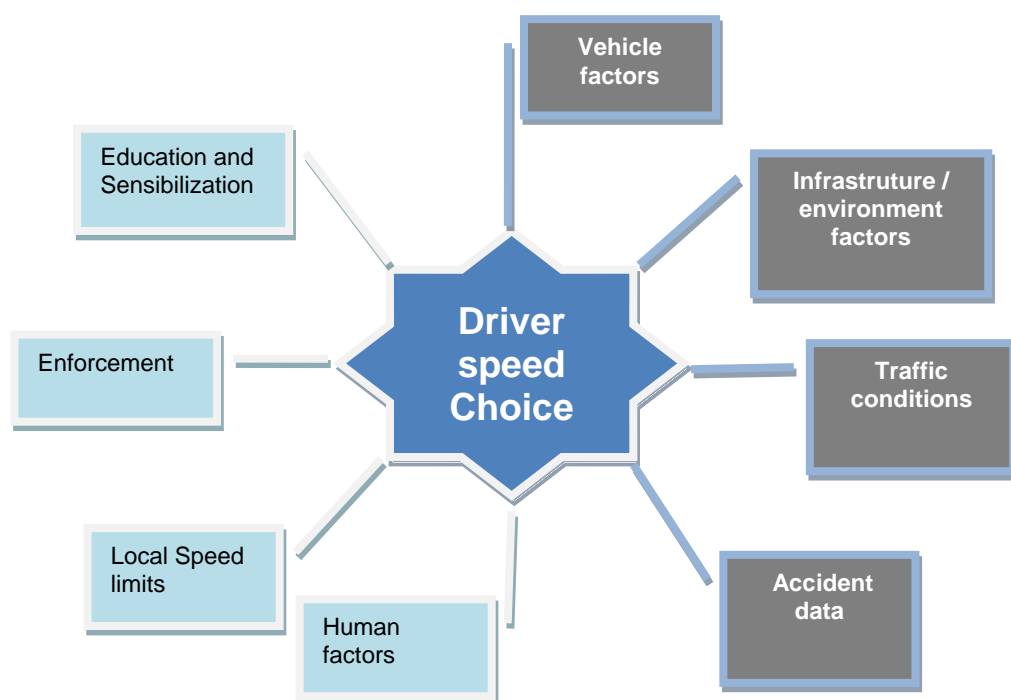 Vehicle
factors
Education and
Sensibilization
Infrastruture /
environment
factors
Driver
speed
Choice
Enforcement
Traffic
conditions
Local Speed
limits
Human
factors
Accident
data